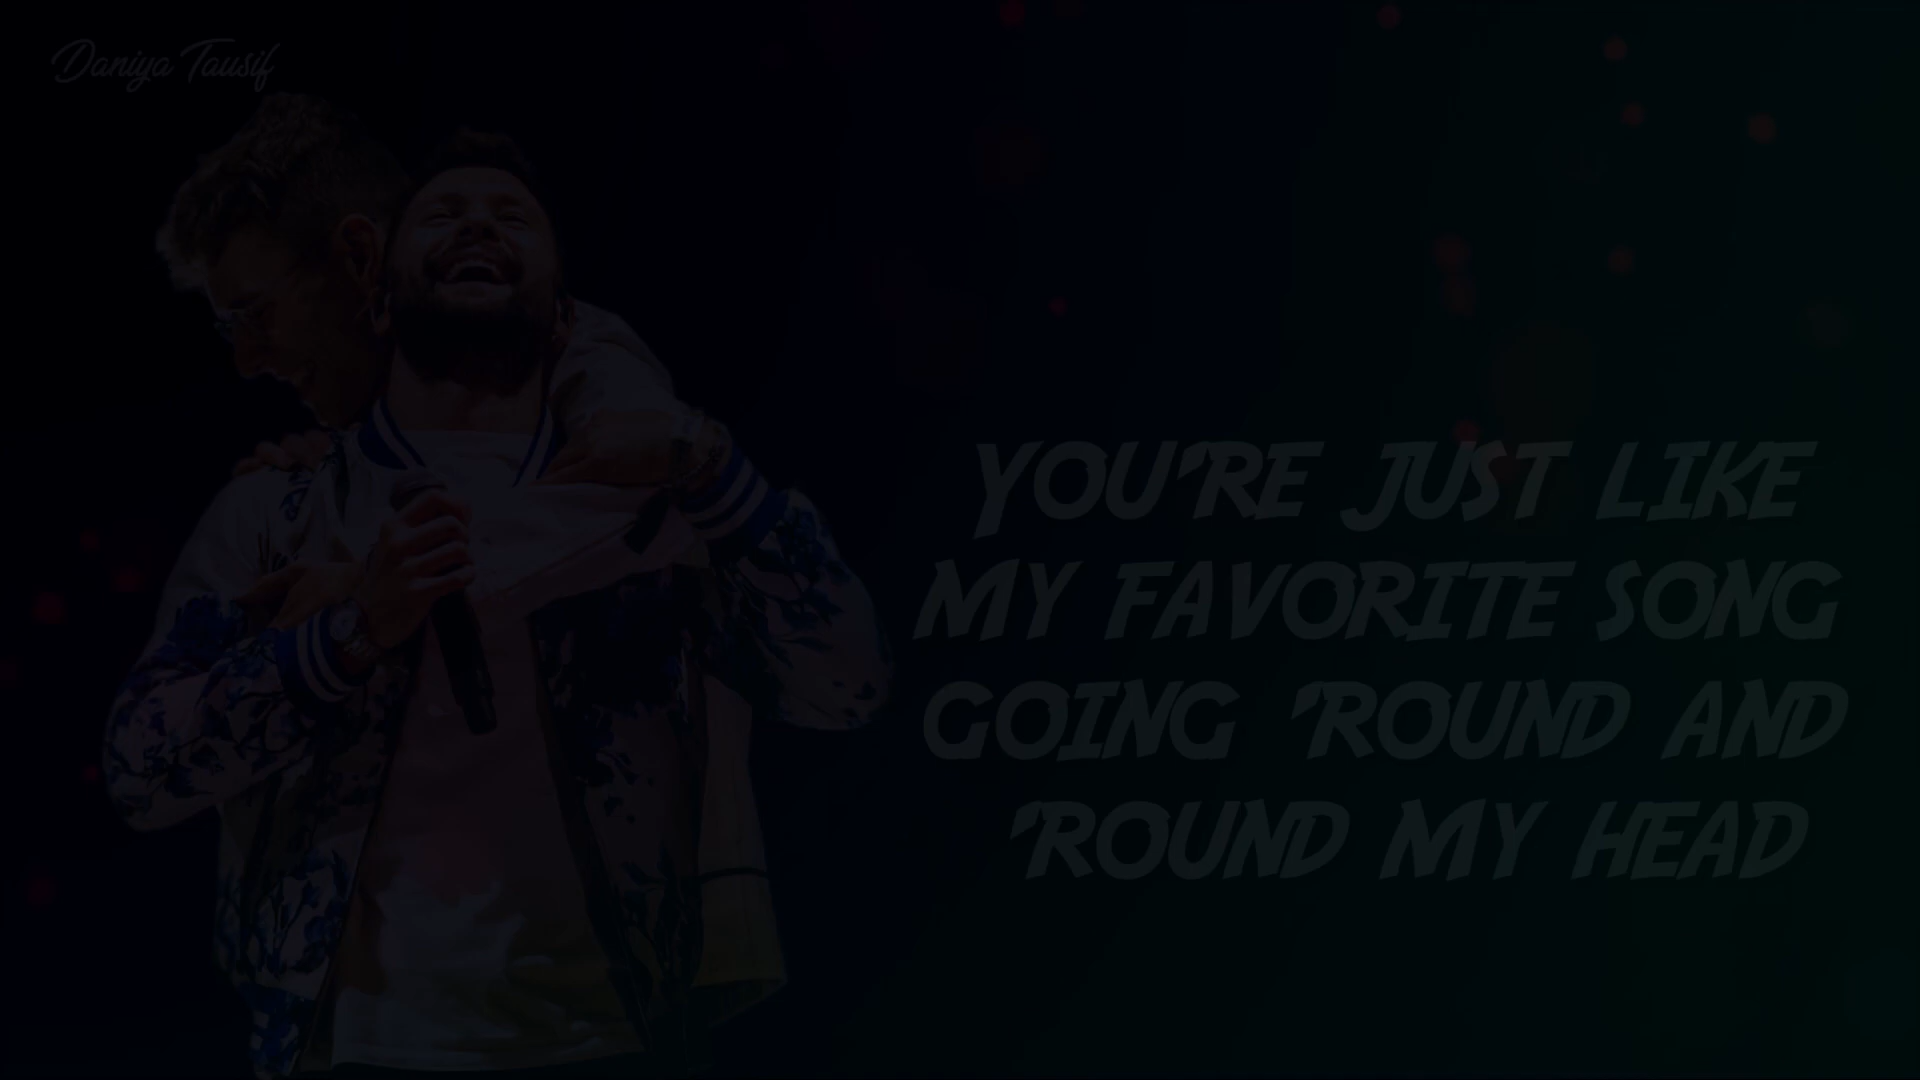 Daniya Tausif
YOU'RE JUST LIKE
MY FAVORITE SONG
GOING 'ROUND AND
'ROUND MY HEAD